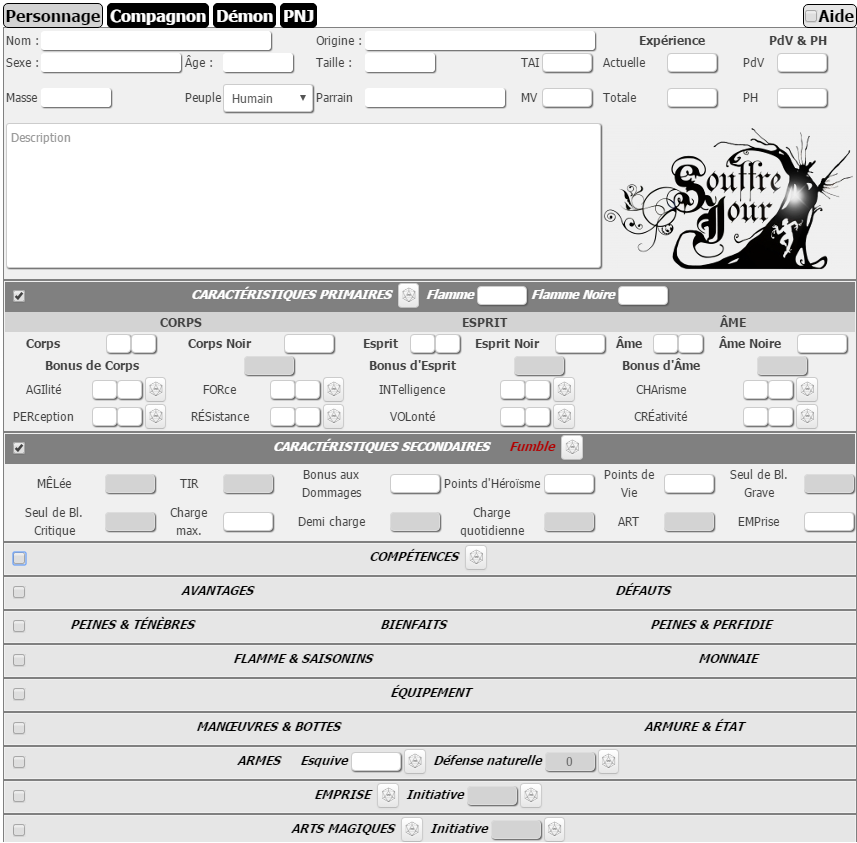 Personnage Compagnon Démon PNJ Aide
Nom : Origine : Expérience PdV & PH
Sexe : Âge : Taille : TAI Actuelle PdV
Masse Peuple Humain Parrain MV Totale PH
Description
Souffre
Jour
CARACTÉRISTIQUES PRIMAIRES Flamme Flamme Noire
CORPS ESPRIT ÂME
Corps Corps Noir Esprit Esprit Noir Âme Âme Noire
Bonus de Corps Bonus d'Esprit Bonus d'Âme
AGIlité FORce INTelligence CHArisme
PERception RÉSistance VOLonté CRÉativité
CARACTÉRISTIQUES SECONDAIRES Fumble
MÊLée TIR Bonus aux Dommages Points d'Héroïsme Points de Vie Seul de Bl. Grave
Seul de Bl. Critique Charge max. Demi charge Charge quotidienne ART EMPrise
COMPÉTENCES
AVANTAGES DÉFAUTS
PEINES & TÉNÈBRES BIENFAITS PEINES & PERFIDIE
FLAMME & SAISONINS MONNAIE
ÉQUIPEMENT
MANŒUVRES & BOTTES ARMURE & ÉTAT
ARMES Esquive Défense naturelle 0
EMPRISE Initiative
ARTS MAGIQUES Initiative